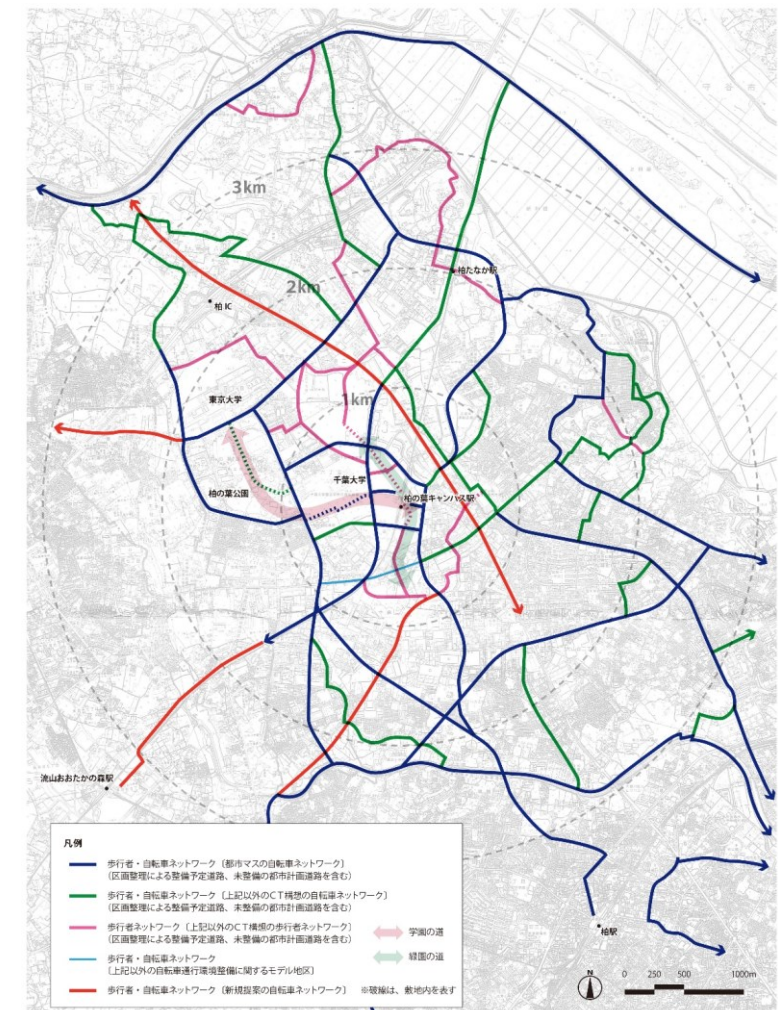 3km
柏たなか駅
2km
柏 IC
1km
東京大学
千葉大学
柏の葉公園
柏の葉キャンパス駅
流山おおたかの森駅
凡例
歩行者・自転車ネットワーク〔都市マスの自転車ネットワーク〕
(区画整理による整備予定道路、未整備の都市計画道路を含む)
歩行者・自転車ネットワーク〔上記以外のCT構想の自転車ネットワーク〕
(区画整理による整備予定道路、未整備の都市計画道路を含む)
歩行者ネットワーク〔上記以外のCT構想の歩行者ネットワーク〕
(区画整理による整備予定道路、未整備の都市計画道路を含む)
学園の道
歩行者・自転車ネットワーク
〔上記以外の自転車通行環境整備に関するモデル地区〕
緑園の道
歩行者・自転車ネットワーク〔新規提案の自転車ネットワーク〕 ※破線は、敷地内を表す
柏駅
N
0 250 500 1000m